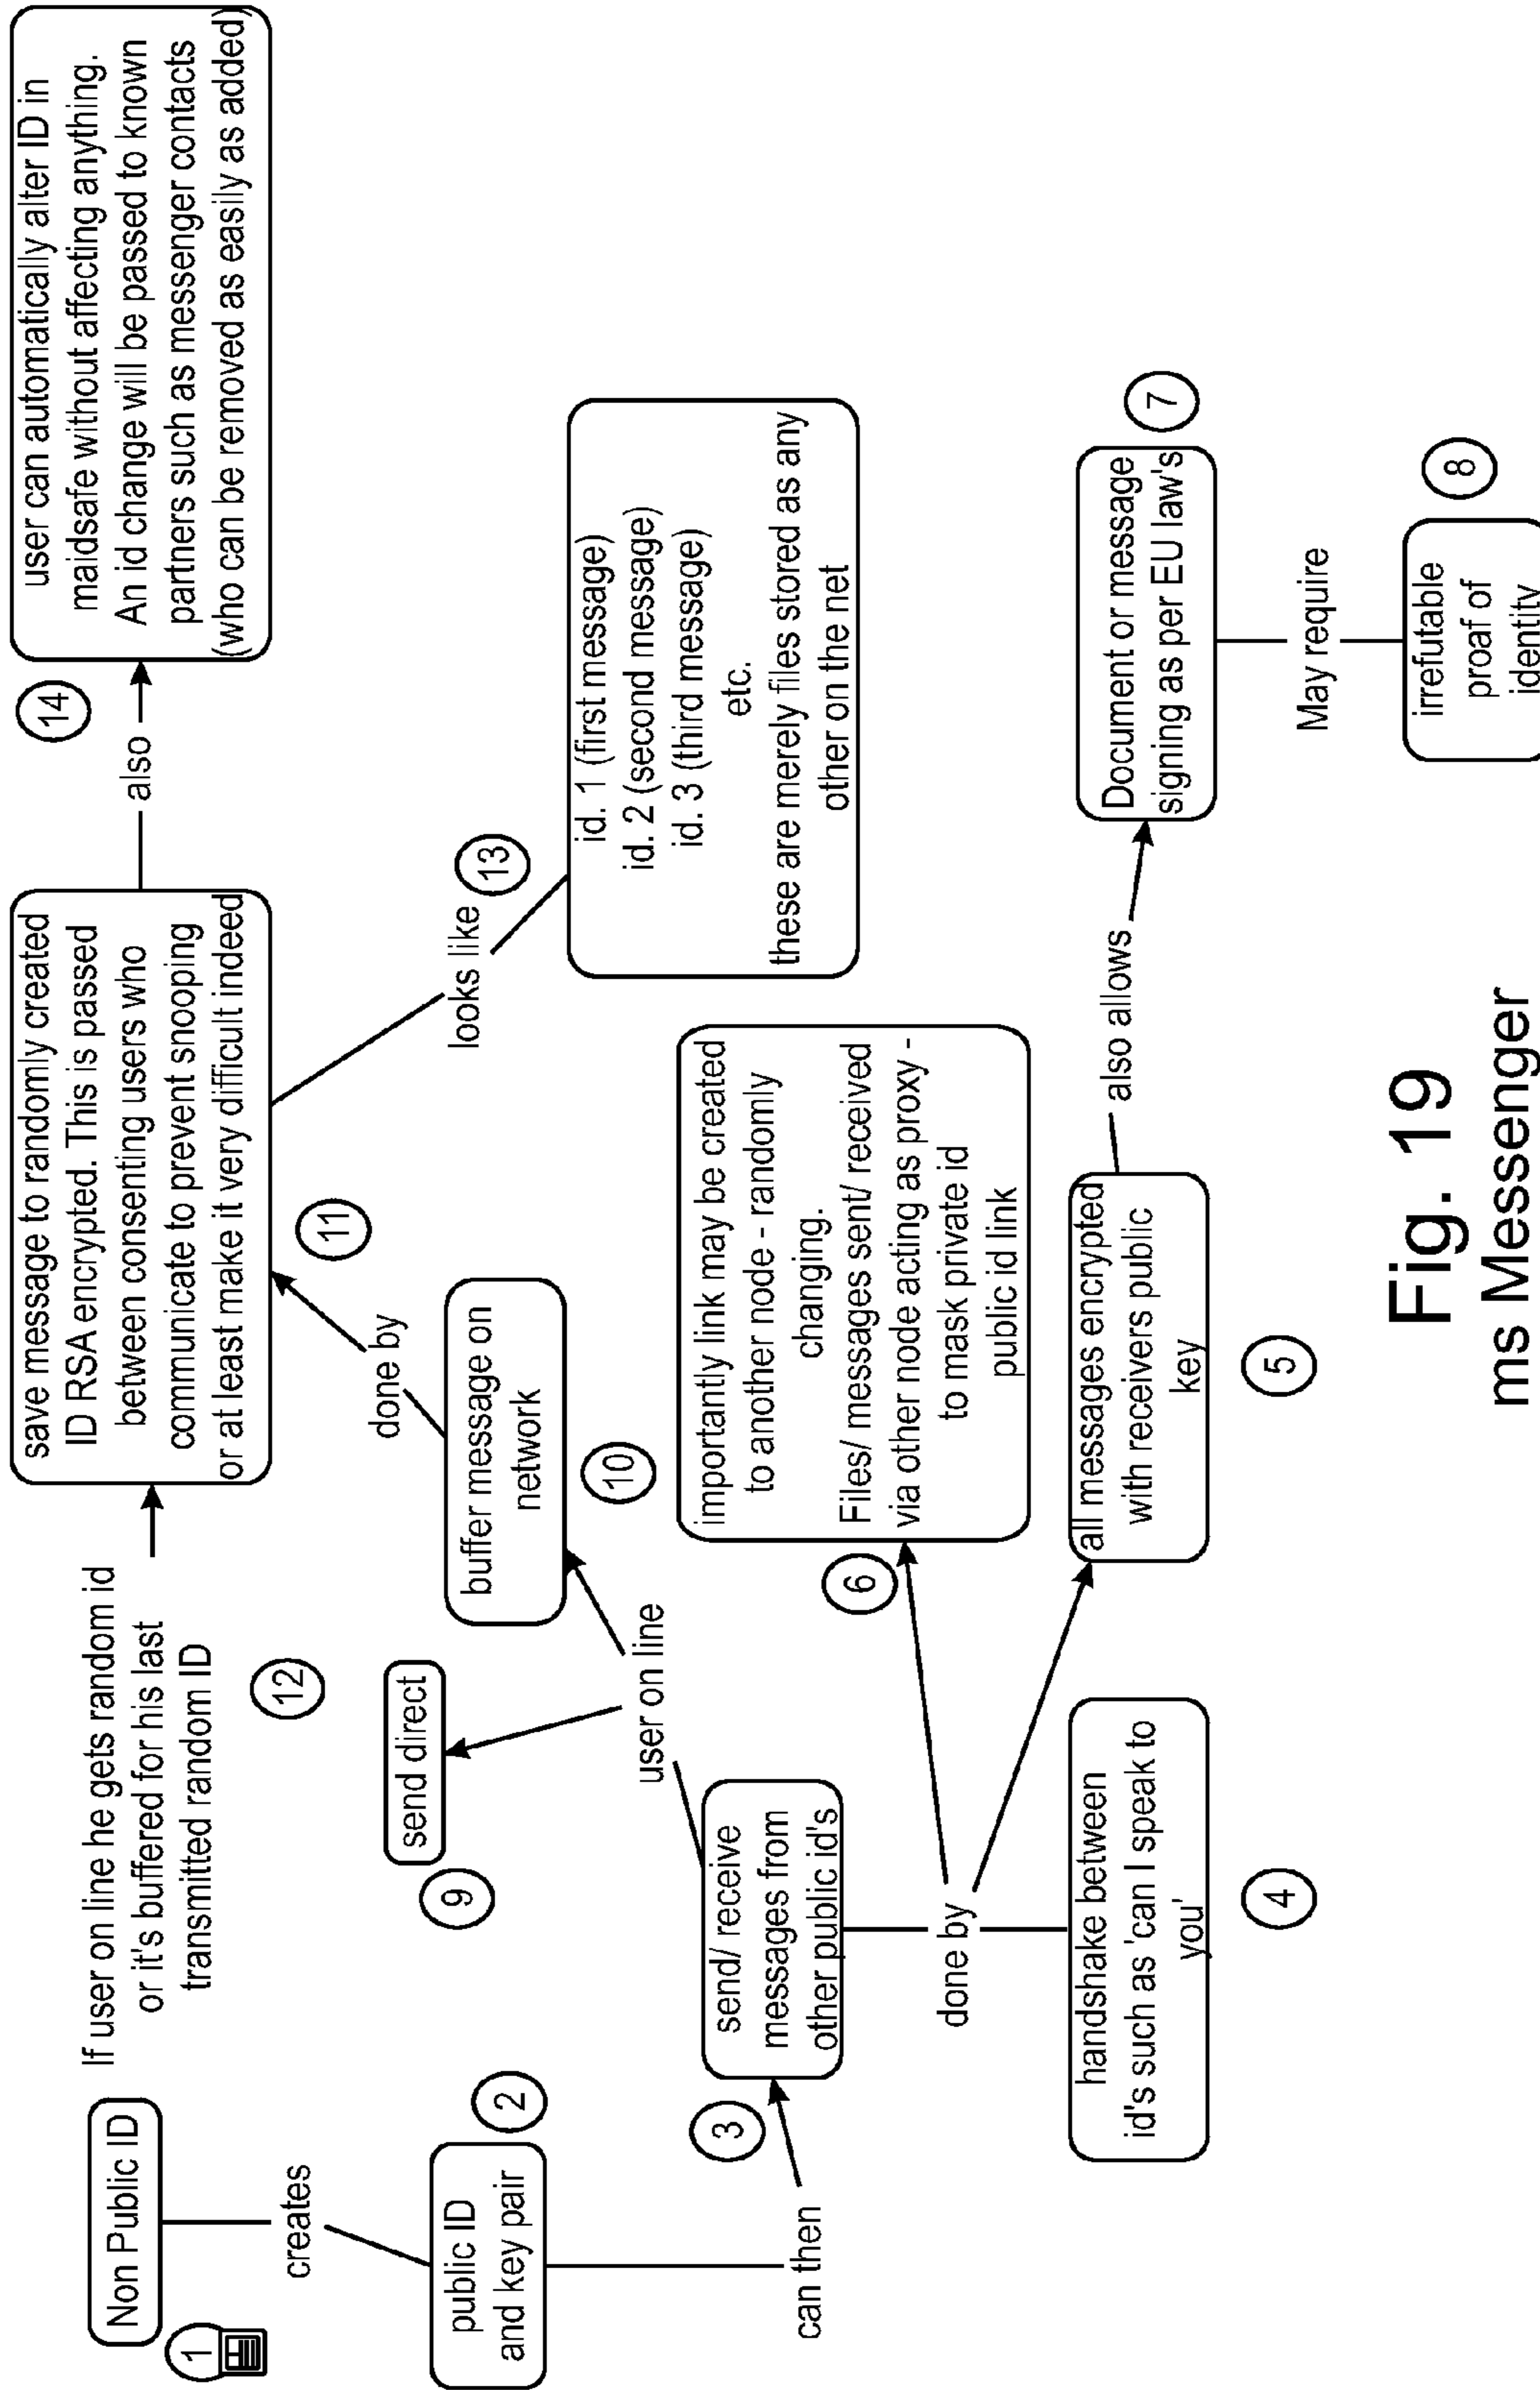 Non Public ID
1
creates
public ID
and key pair
2
can then
3
send/ receive
messages from
other public id's
done by
handshake between
id's such as 'can I speak to
you'
4
all messages encrypted
with receivers public
key
5
6
importantly link may be created
to another node - randomly
changing.
Files/ messages sent/ received
via other node acting as proxy -
to mask private id
public id link
also allows
Document or message
signing as per EU law's
7
May require
irrefutable
proaf of
identity
8
user on line
send direct
9
buffer message on
network
10
done by
11
If user on line he gets random id
or it's buffered for his last
transmitted random ID
12
save message to randomly created
ID RSA encrypted. This is passed
between consenting users who
communicate to prevent snooping
or at least make it very difficult indeed
looks like
13
id. 1 (first message)
id. 2 (second message)
id. 3 (third message)
etc.
these are merely files stored as any
other on the net
also
14
user can automatically alter ID in
maidsafe without affecting anything.
An id change will be passed to known
partners such as messenger contacts
(who can be removed as easily as added)
Fig. 19
ms Messenger